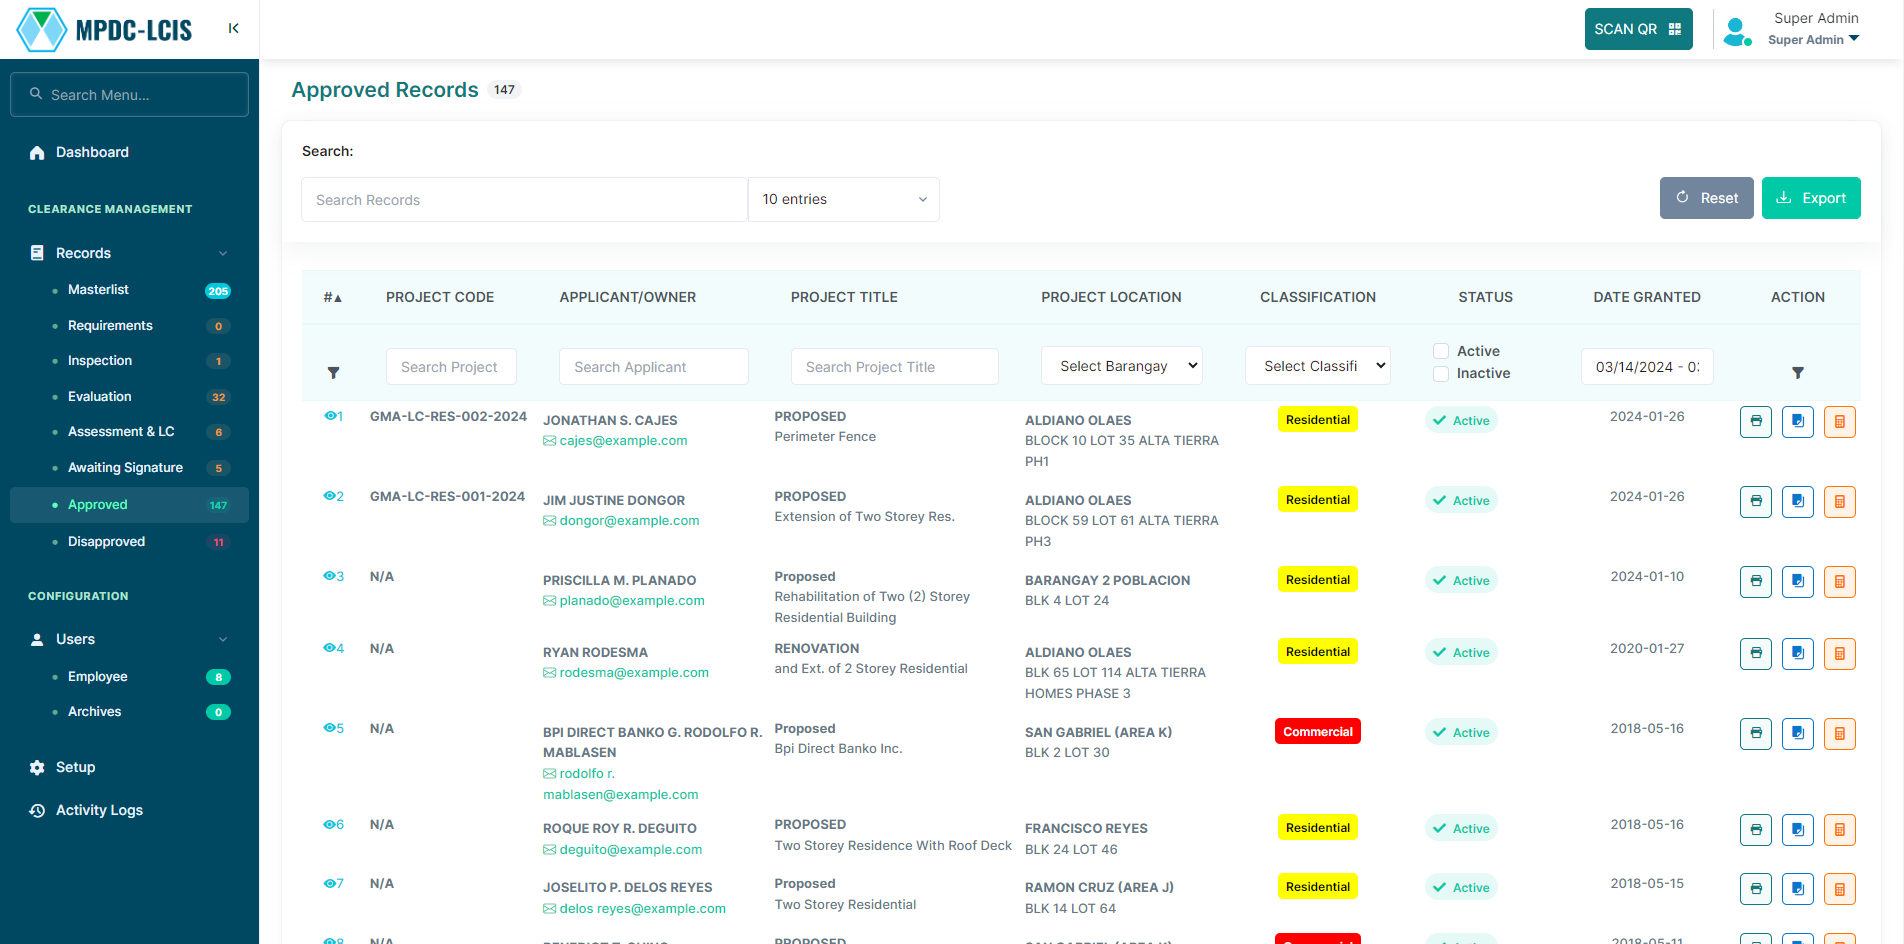 MPDC-LCIS
SCAN QR
Super Admin
Super Admin
Search Menu...
Dashboard
CLEARANCE MANAGEMENT
Records
Masterlist 205
Requirements 0
Inspection 1
Evaluation 32
Assessment & LC 6
Awaiting Signature 5
Approved 147
Disapproved 11
CONFIGURATION
Users
Employee 8
Archives 0
Setup
Activity Logs
Approved Records 147
Search:
Search Records
10 entries
Reset
Export
#▲ PROJECT CODE APPLICANT/OWNER PROJECT TITLE PROJECT LOCATION CLASSIFICATION STATUS DATE GRANTED ACTION
Search Project
Search Applicant
Search Project Title
Select Barangay
Select Classifi
Active
Inactive
03/14/2024 - 0
1 GMA-LC-RES-002-2024
JONATHAN S. CAJES
cajes@example.com
PROPOSED
Perimeter Fence
ALDIANO OLAES
BLOCK 10 LOT 35 ALTA TIERRA
PH1
Residential
Active
2024-01-26
2 GMA-LC-RES-001-2024
JIM JUSTINE DONGOR
dongor@example.com
PROPOSED
Extension of Two Storey Res.
ALDIANO OLAES
BLOCK 59 LOT 61 ALTA TIERRA
PH3
Residential
Active
2024-01-26
3 N/A
PRISCILLA M. PLANADO
planado@example.com
Proposed
Rehabilitation of Two (2) Storey
Residential Building
BARANGAY 2 POBLACION
BLK 4 LOT 24
Residential
Active
2024-01-10
4 N/A
RYAN RODESMA
rodesma@example.com
RENOVATION
and Ext. of 2 Storey Residential
ALDIANO OLAES
BLK 65 LOT 114 ALTA TIERRA
HOMES PHASE 3
Residential
Active
2020-01-27
5 N/A
BPI DIRECT BANKO G. RODOLFO R.
MABLASEN
rodolfo r.
mablasen@example.com
Proposed
Bpi Direct Banko Inc.
SAN GABRIEL (AREA K)
BLK 2 LOT 30
Commercial
Active
2018-05-16
6 N/A
ROQUE ROY R. DEGUITO
deguito@example.com
PROPOSED
Two Storey Residence With Roof Deck
FRANCISCO REYES
BLK 24 LOT 46
Residential
Active
2018-05-16
7 N/A
JOSELITO P. DELOS REYES
delos reyes@example.com
Proposed
Two Storey Residential
RAMON CRUZ (AREA J)
BLK 14 LOT 64
Residential
Active
2018-05-15
8 N/A
PROPOSED
SAN GABRIEL (AREA K)
Commercial
Active
2018-05-11